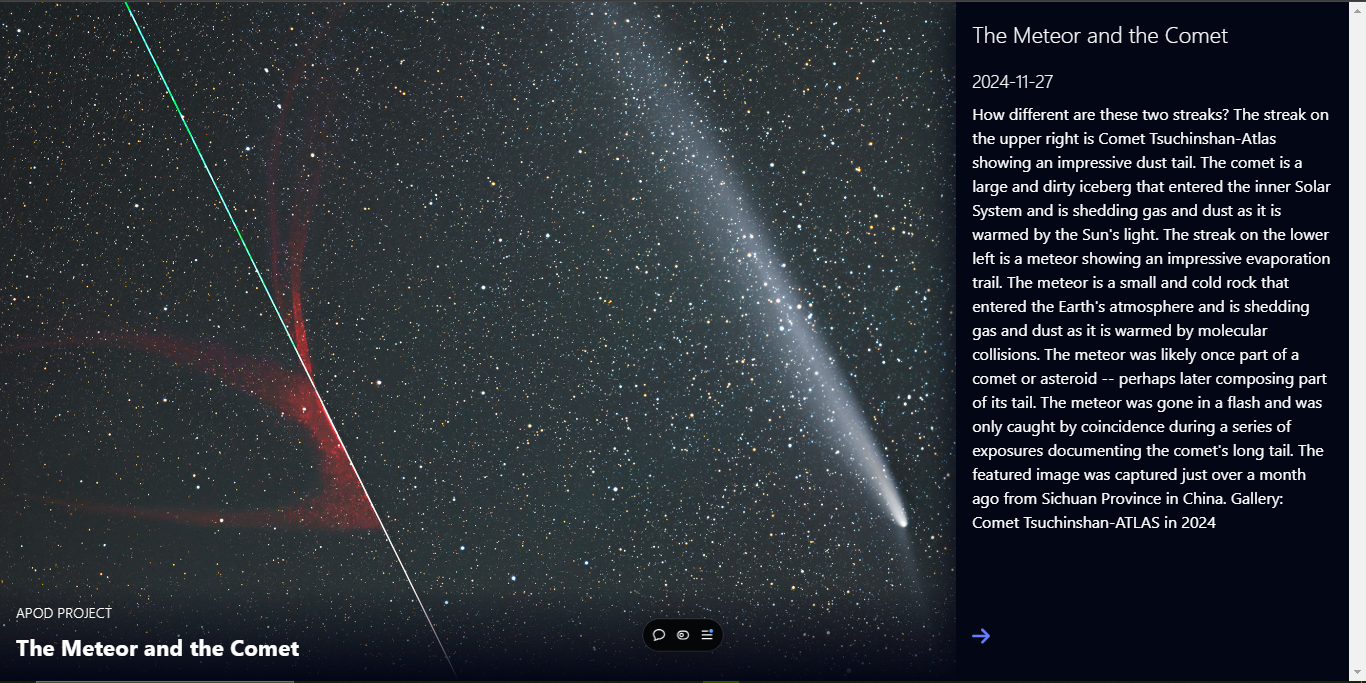 The Meteor and the Comet
2024-11-27
How different are these two streaks? The streak on
the upper right is Comet Tsuchinshan-Atlas
showing an impressive dust tail. The comet is a
large and dirty iceberg that entered the inner Solar
System and is shedding gas and dust as it is
warmed by the Sun's light. The streak on the lower
left is a meteor showing an impressive evaporation
trail. The meteor is a small and cold rock that
entered the Earth's atmosphere and is shedding
gas and dust as it is warmed by molecular
collisions. The meteor was likely once part of a
comet or asteroid -- perhaps later composing part
of its tail. The meteor was gone in a flash and was
only caught by coincidence during a series of
exposures documenting the comet's long tail. The
featured image was captured just over a month
ago from Sichuan Province in China. Gallery:
Comet Tsuchinshan-ATLAS in 2024
APOD PROJECT
The Meteor and the Comet